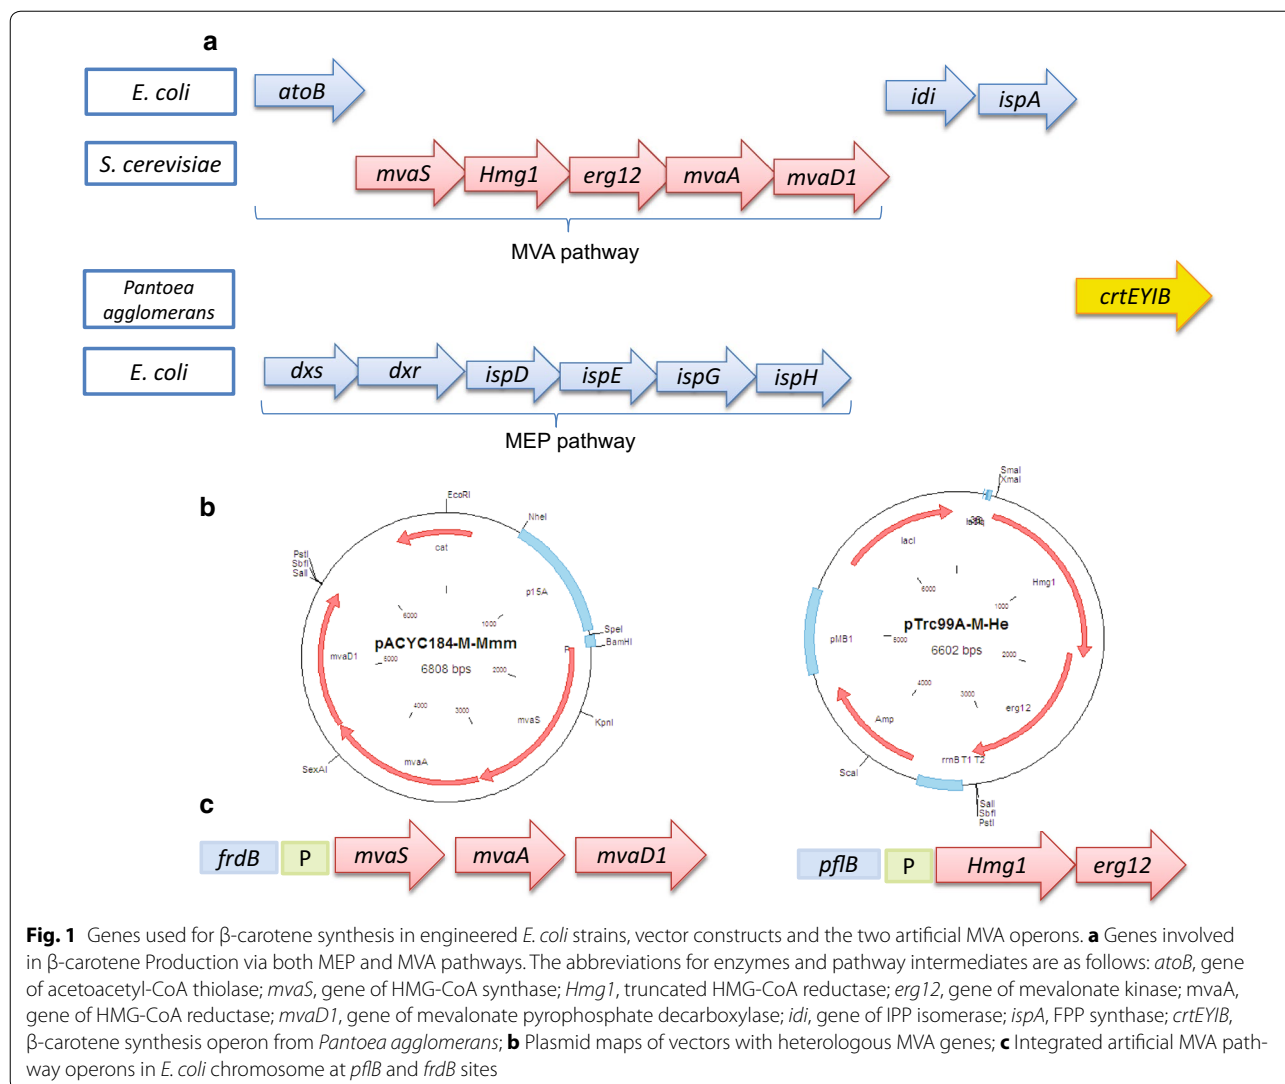 a
E. coli
atoB
idi
ispA
S. cerevisiae
mvaS
Hmg1
erg12
mvaA
mvaD1
MVA pathway
Pantoea
agglomerans
crtEYIB
E. coli
dxs
dxr
ispD
ispE
ispG
ispH
MEP pathway
b
EcoRI
NheI
PstI
SbfI
SalI
cat
p15A
6000
1000
SpeI
BamHI
P
pACYC184-M-Mmm
6808 bps
mvaD1
5000
2000
4000
3000
mvaS
KpnI
SexAI
mvaA
SmaI
XmaI
lacI
Hmg1
6000
1000
pTrc99A-M-He
6602 bps
pMB1
5000
2000
4000
3000
erg12
Amp
rrnBT1 T2
ScaI
SalI
SbfI
PstI
c
frdB
P
mvaS
mvaA
mvaD1
pflB
P
Hmg1
erg12
Fig. 1 Genes used for β-carotene synthesis in engineered E. coli strains, vector constructs and the two artificial MVA operons. a Genes involved
in β-carotene Production via both MEP and MVA pathways. The abbreviations for enzymes and pathway intermediates are as follows: atoB, gene
of acetoacetyl-CoA thiolase; mvaS, gene of HMG-CoA synthase; Hmg1, truncated HMG-CoA reductase; erg12, gene of mevalonate kinase; mvaA,
gene of HMG-CoA reductase; mvaD1, gene of mevalonate pyrophosphate decarboxylase; idi, gene of IPP isomerase; ispA, FPP synthase; crtEYIB,
β-carotene synthesis operon from Pantoea agglomerans; b Plasmid maps of vectors with heterologous MVA genes; c Integrated artificial MVA path-
way operons in E. coli chromosome at pflB and frdB sites